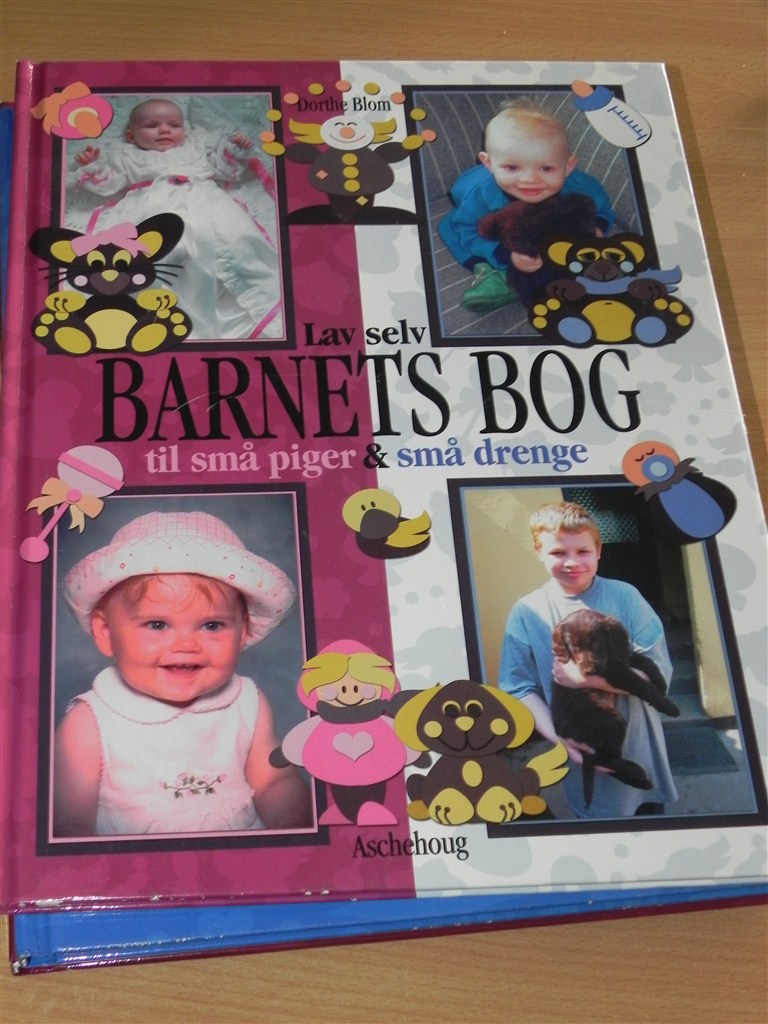 Dorthe Blom
Lav selv
BARNETS BOG
til små piger & små drenge
Aschehoug